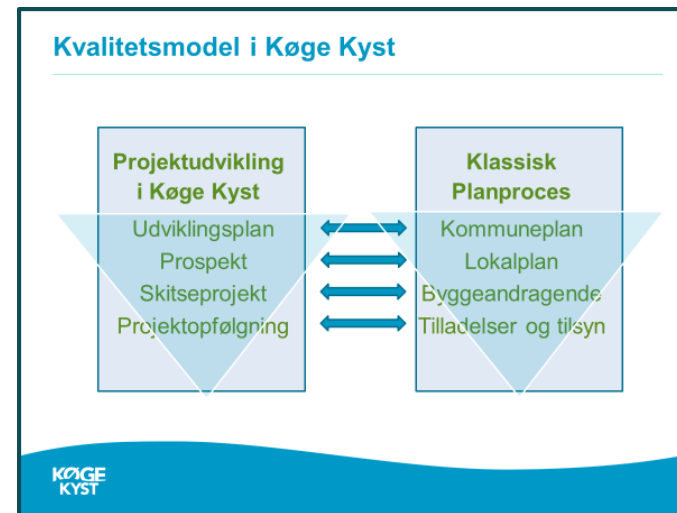 Kvalitetsmodel i Køge Kyst
Projektudvikling
i Køge Kyst
Udviklingsplan
Prospekt
Skitseprojekt
Projektopfølgning
Klassisk
Planproces
Kommuneplan
Lokalplan
Byggeandragende
Tilladelser og tilsyn
KØGE
KYST